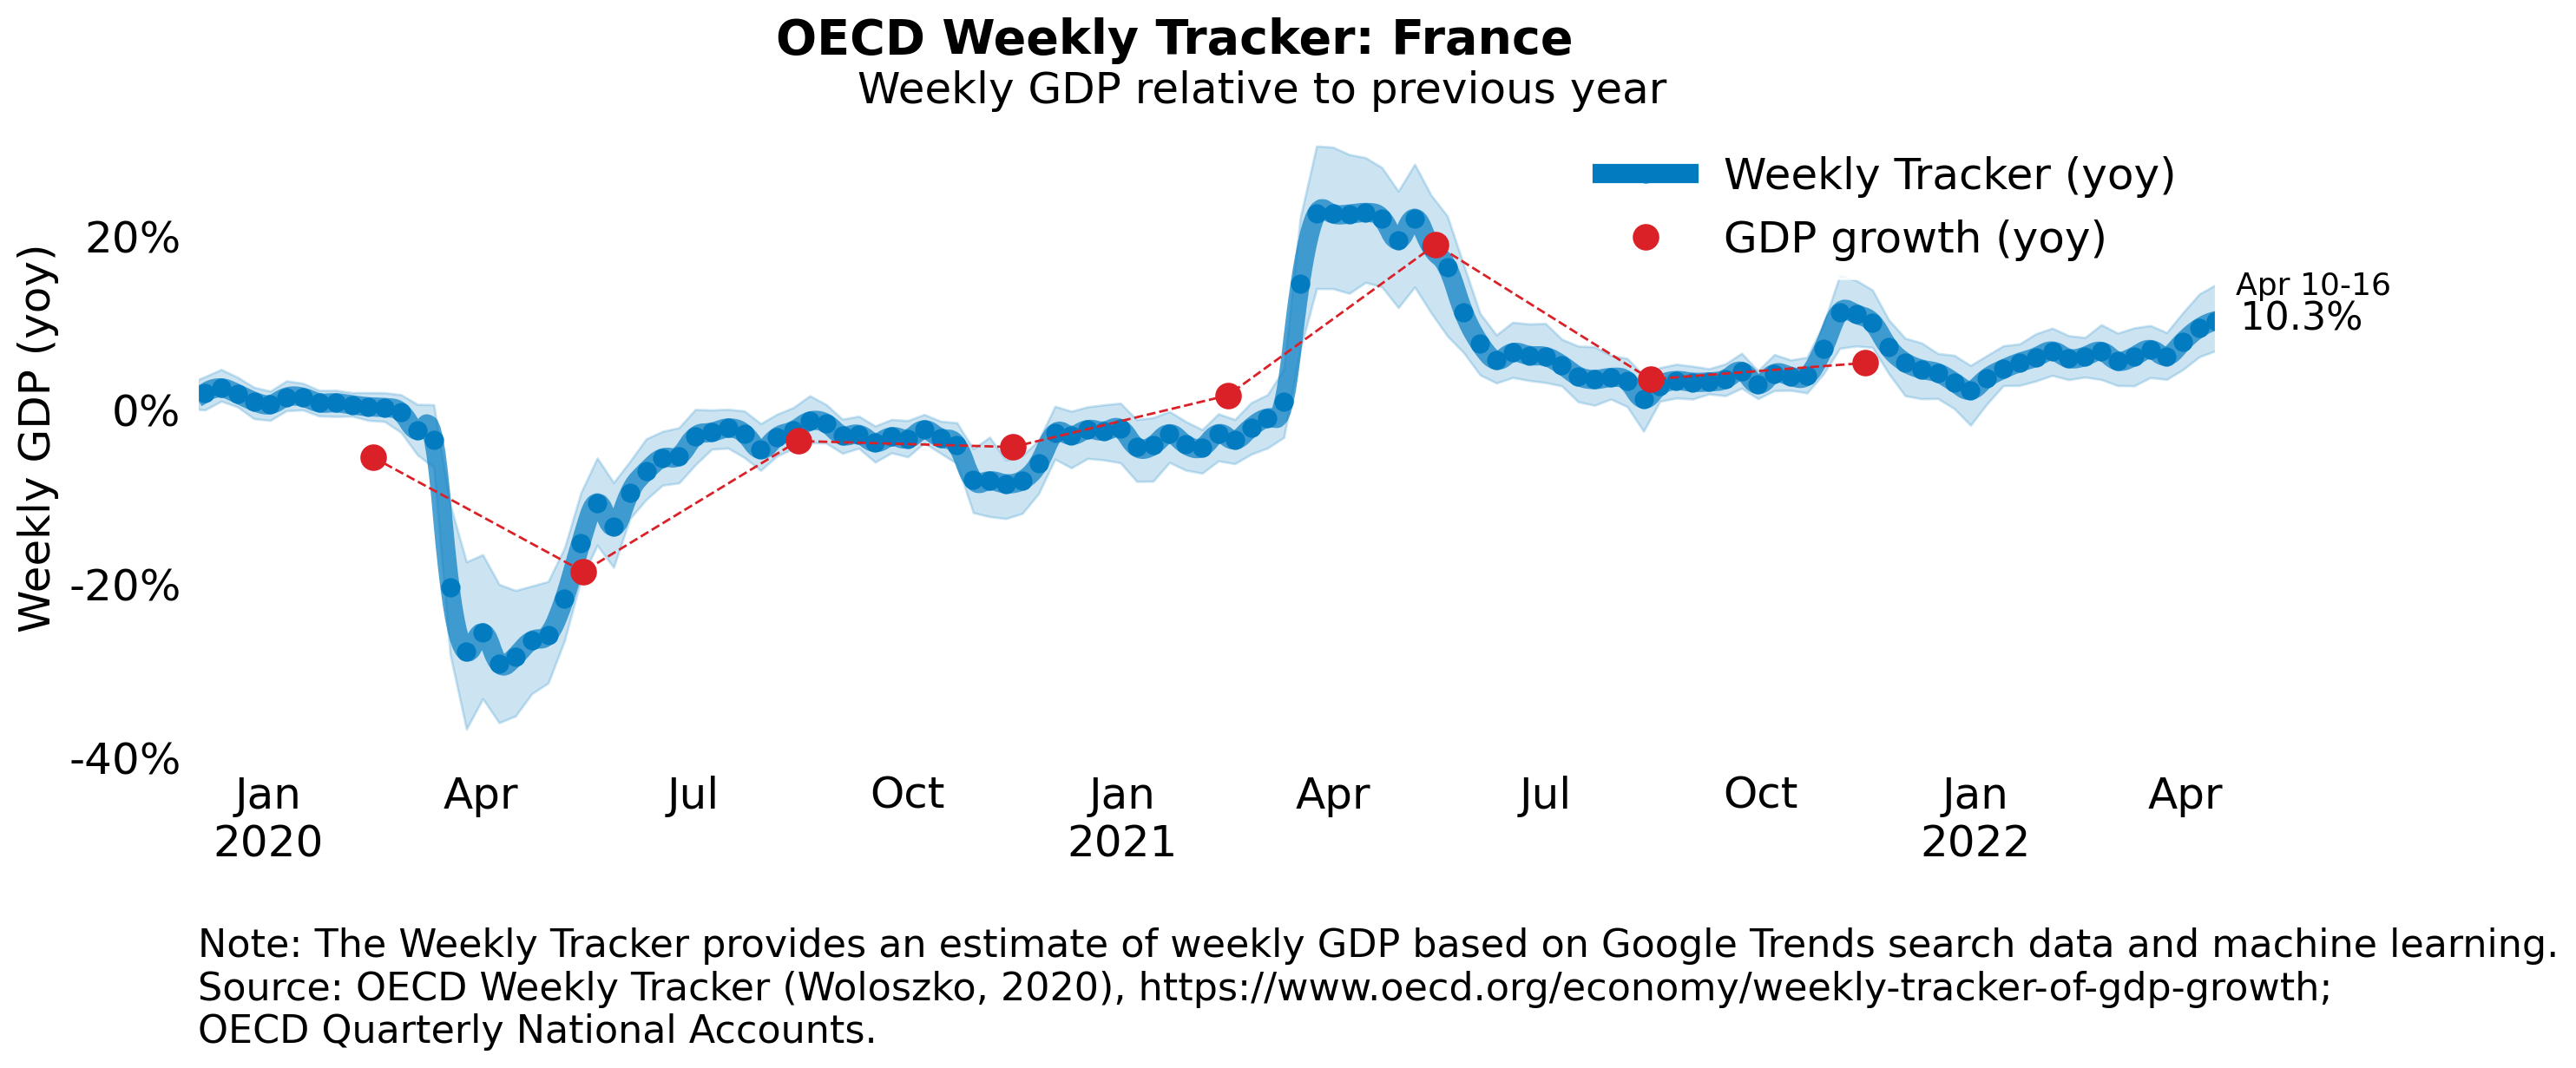 OECD Weekly Tracker: France
Weekly GDP relative to previous year
Weekly Tracker (yoy)
GDP growth (yoy)
Weekly GDP (yoy)
20%
0%
-20%
-40%
Apr 10-16
10.3%
Jan Apr Jul Oct Jan Apr Jul Oct Jan Apr
2020 2021 2022
Note: The Weekly Tracker provides an estimate of weekly GDP based on Google Trends search data and machine learning.
Source: OECD Weekly Tracker (Woloszko, 2020), https://www.oecd.org/economy/weekly-tracker-of-gdp-growth;
OECD Quarterly National Accounts.